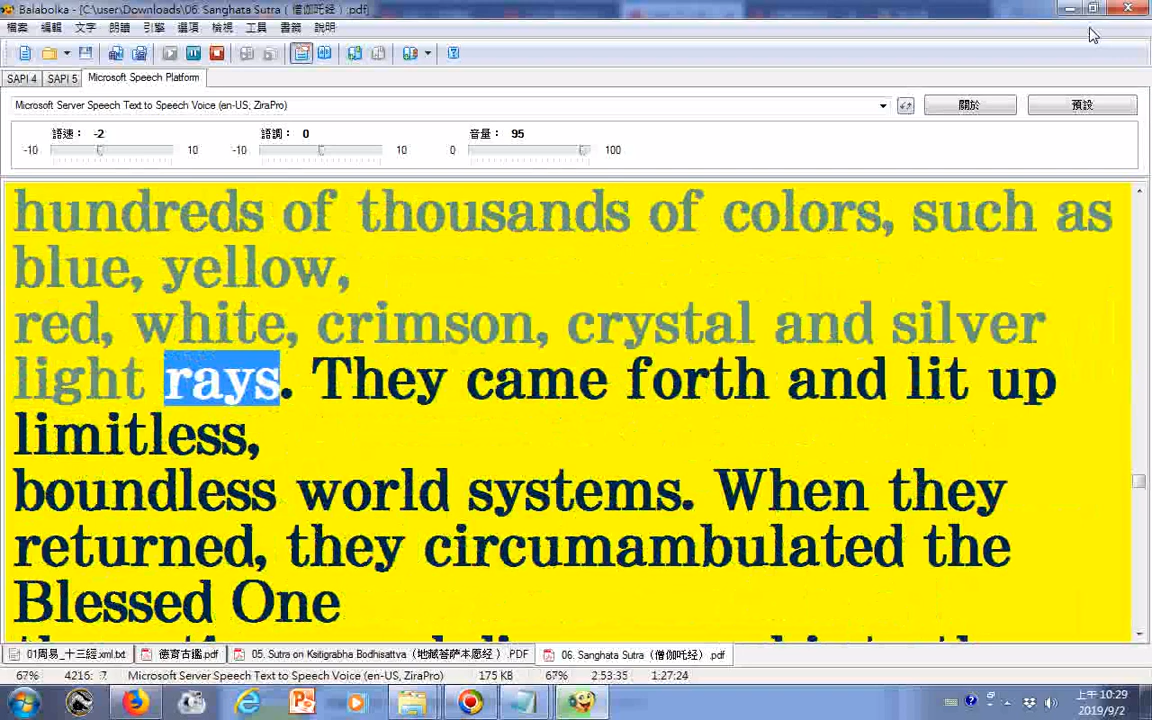 Balabolka - [C:\user\Downloads\06. Sanghata Sutra（僧伽吒经）.pdf]
檔案 編輯 文字 朗讀 引擎 選項 檢視 工具 書籤 說明
SAPI 4 SAPI 5 Microsoft Speech Platform
Microsoft Server Speech Text to Speech Voice (en-US, ZiraPro) 關於 預設
語速： -2 語調： 0 音量： 95
-10 10 -10 10 0 100
hundreds of thousands of colors, such as
blue, yellow,
red, white, crimson, crystal and silver
light rays. They came forth and lit up
limitless,
boundless world systems. When they
returned, they circumambulated the
Blessed One
01周易_十三經.xml.txt 德育古鑑.pdf 05. Sutra on Ksitigrabha Bodhisattva（地藏菩萨本愿经）.PDF 06. Sanghata Sutra（僧伽吒经）.pdf
67% 4216: 7 Microsoft Server Speech Text to Speech Voice (en-US, ZiraPro) 175 KB 67% 2:53:35 1:27:24
上午 10:29
2019/9/2